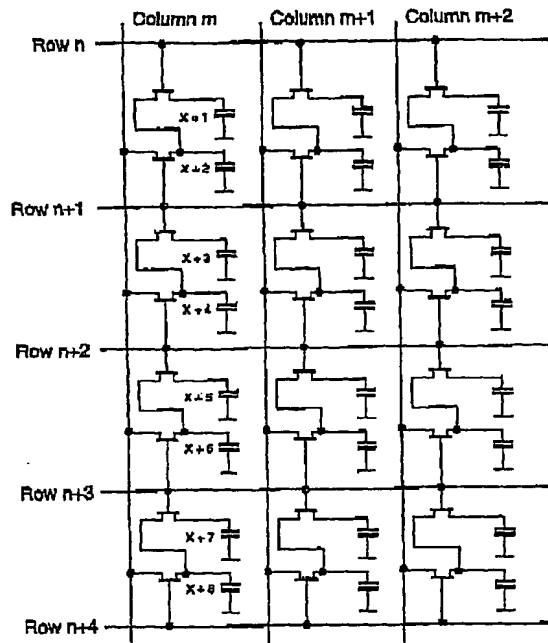 Column m Column m+1 Column m+2
Row n
X+1
X+2
Row n+1
X+3
X+4
Row n+2
X+5
X+6
Row n+3
X+7
X+8
Row n+4